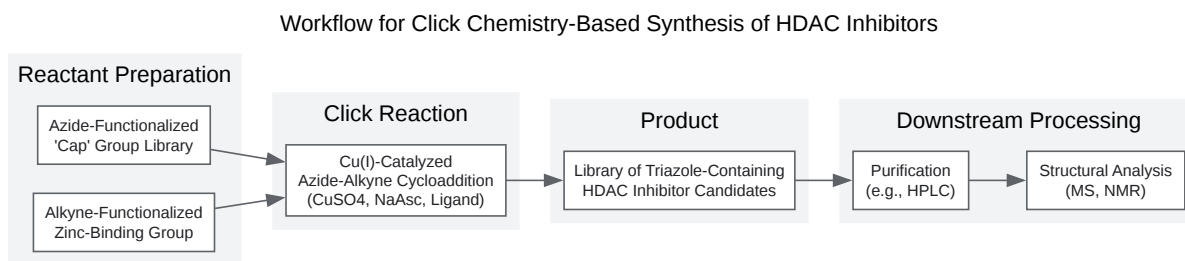 Workflow for Click Chemistry-Based Synthesis of HDAC Inhibitors
Reactant Preparation
Azide-Functionalized
'Cap' Group Library
Alkyne-Functionalized
Zinc-Binding Group
Click Reaction
Cu(I)-Catalyzed
Azide-Alkyne Cycloaddition
(CuSO4, NaAsc, Ligand)
Product
Library of Triazole-Containing
HDAC Inhibitor Candidates
Downstream Processing
Purification
(e.g., HPLC)
Structural Analysis
(MS, NMR)